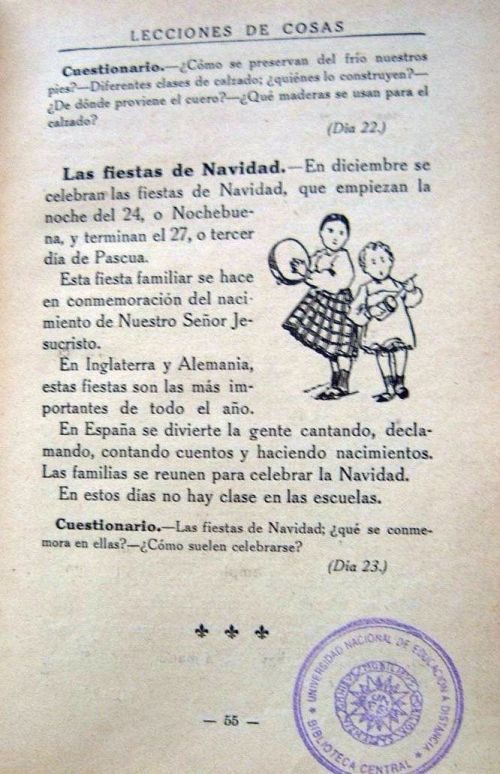 LECCIONES DE COSAS
Cuestionario.—¿Cómo se preservan del frío nuestros
pies?—Diferentes clases de calzado; ¿quiénes lo construyen?—
¿De dónde proviene el cuero?—¿Qué maderas se usan para el
calzado?
(Día 22.)
Las fiestas de Navidad.—En diciembre se
celebran las fiestas de Navidad, que empiezan la
noche del 24, o Nochebue-
na, y terminan el 27, o tercer
día de Pascua.
Esta fiesta familiar se hace
en conmemoración del naci-
miento de Nuestro Señor Je-
sucristo.
En Inglaterra y Alemania,
estas fiestas son las más im-
portantes de todo el año.
En España se divierte la gente cantando, decla-
mando, contando cuentos y haciendo nacimientos.
Las familias se reunen para celebrar la Navidad.
En estos días no hay clase en las escuelas.
Cuestionario.—Las fiestas de Navidad; ¿qué se conme-
mora en ellas?—¿Cómo suelen celebrarse?
(Día 23.)
— 55 —
UNIVERSIDAD NACIONAL DE EDUCACION A DISTANCIA
BIBLIOTECA CENTRAL